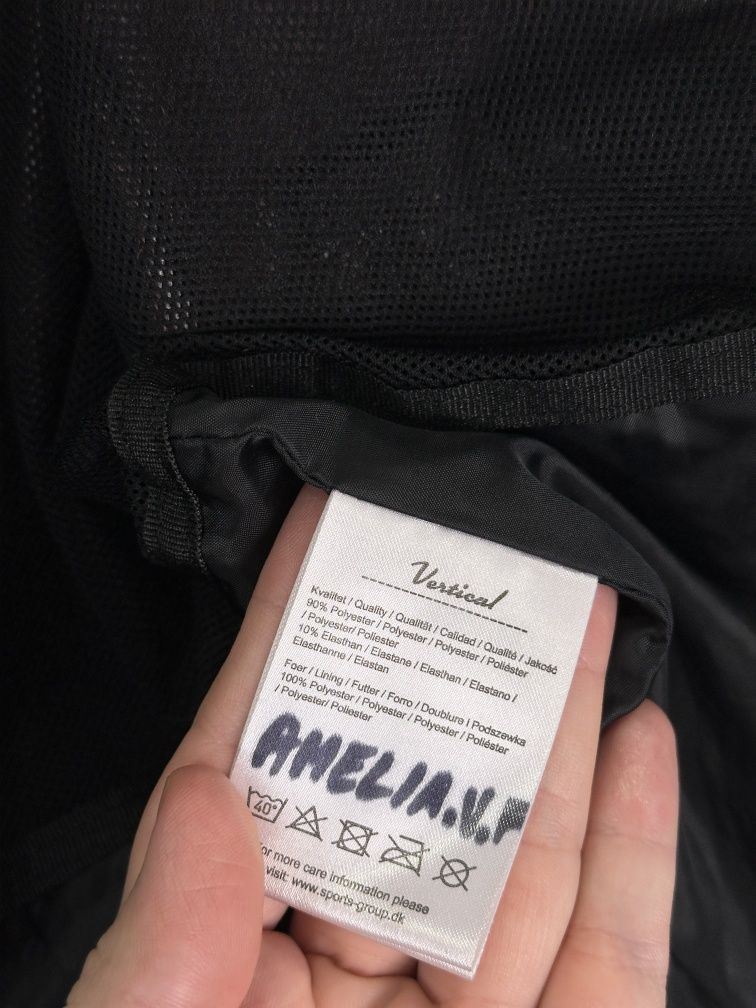 Vertical
Kvalitet / Quality / Qualität / Calidad / Qualité / Jakość
90% Polyester / Polyester / Polyester / Poliéster
/ Polyester/ Poliester
10% Elasthan / Elastane / Elasthan / Elastano /
Elasthanne / Elastan
Foer / Lining / Futter / Forro / Doublure I Podszewka
100% Polyester / Polyester / Polyester / Poliéster
/ Polyester/ Poliester
AMELIA.V.F
40°
For more care information please
visit: www.sports-group.dk